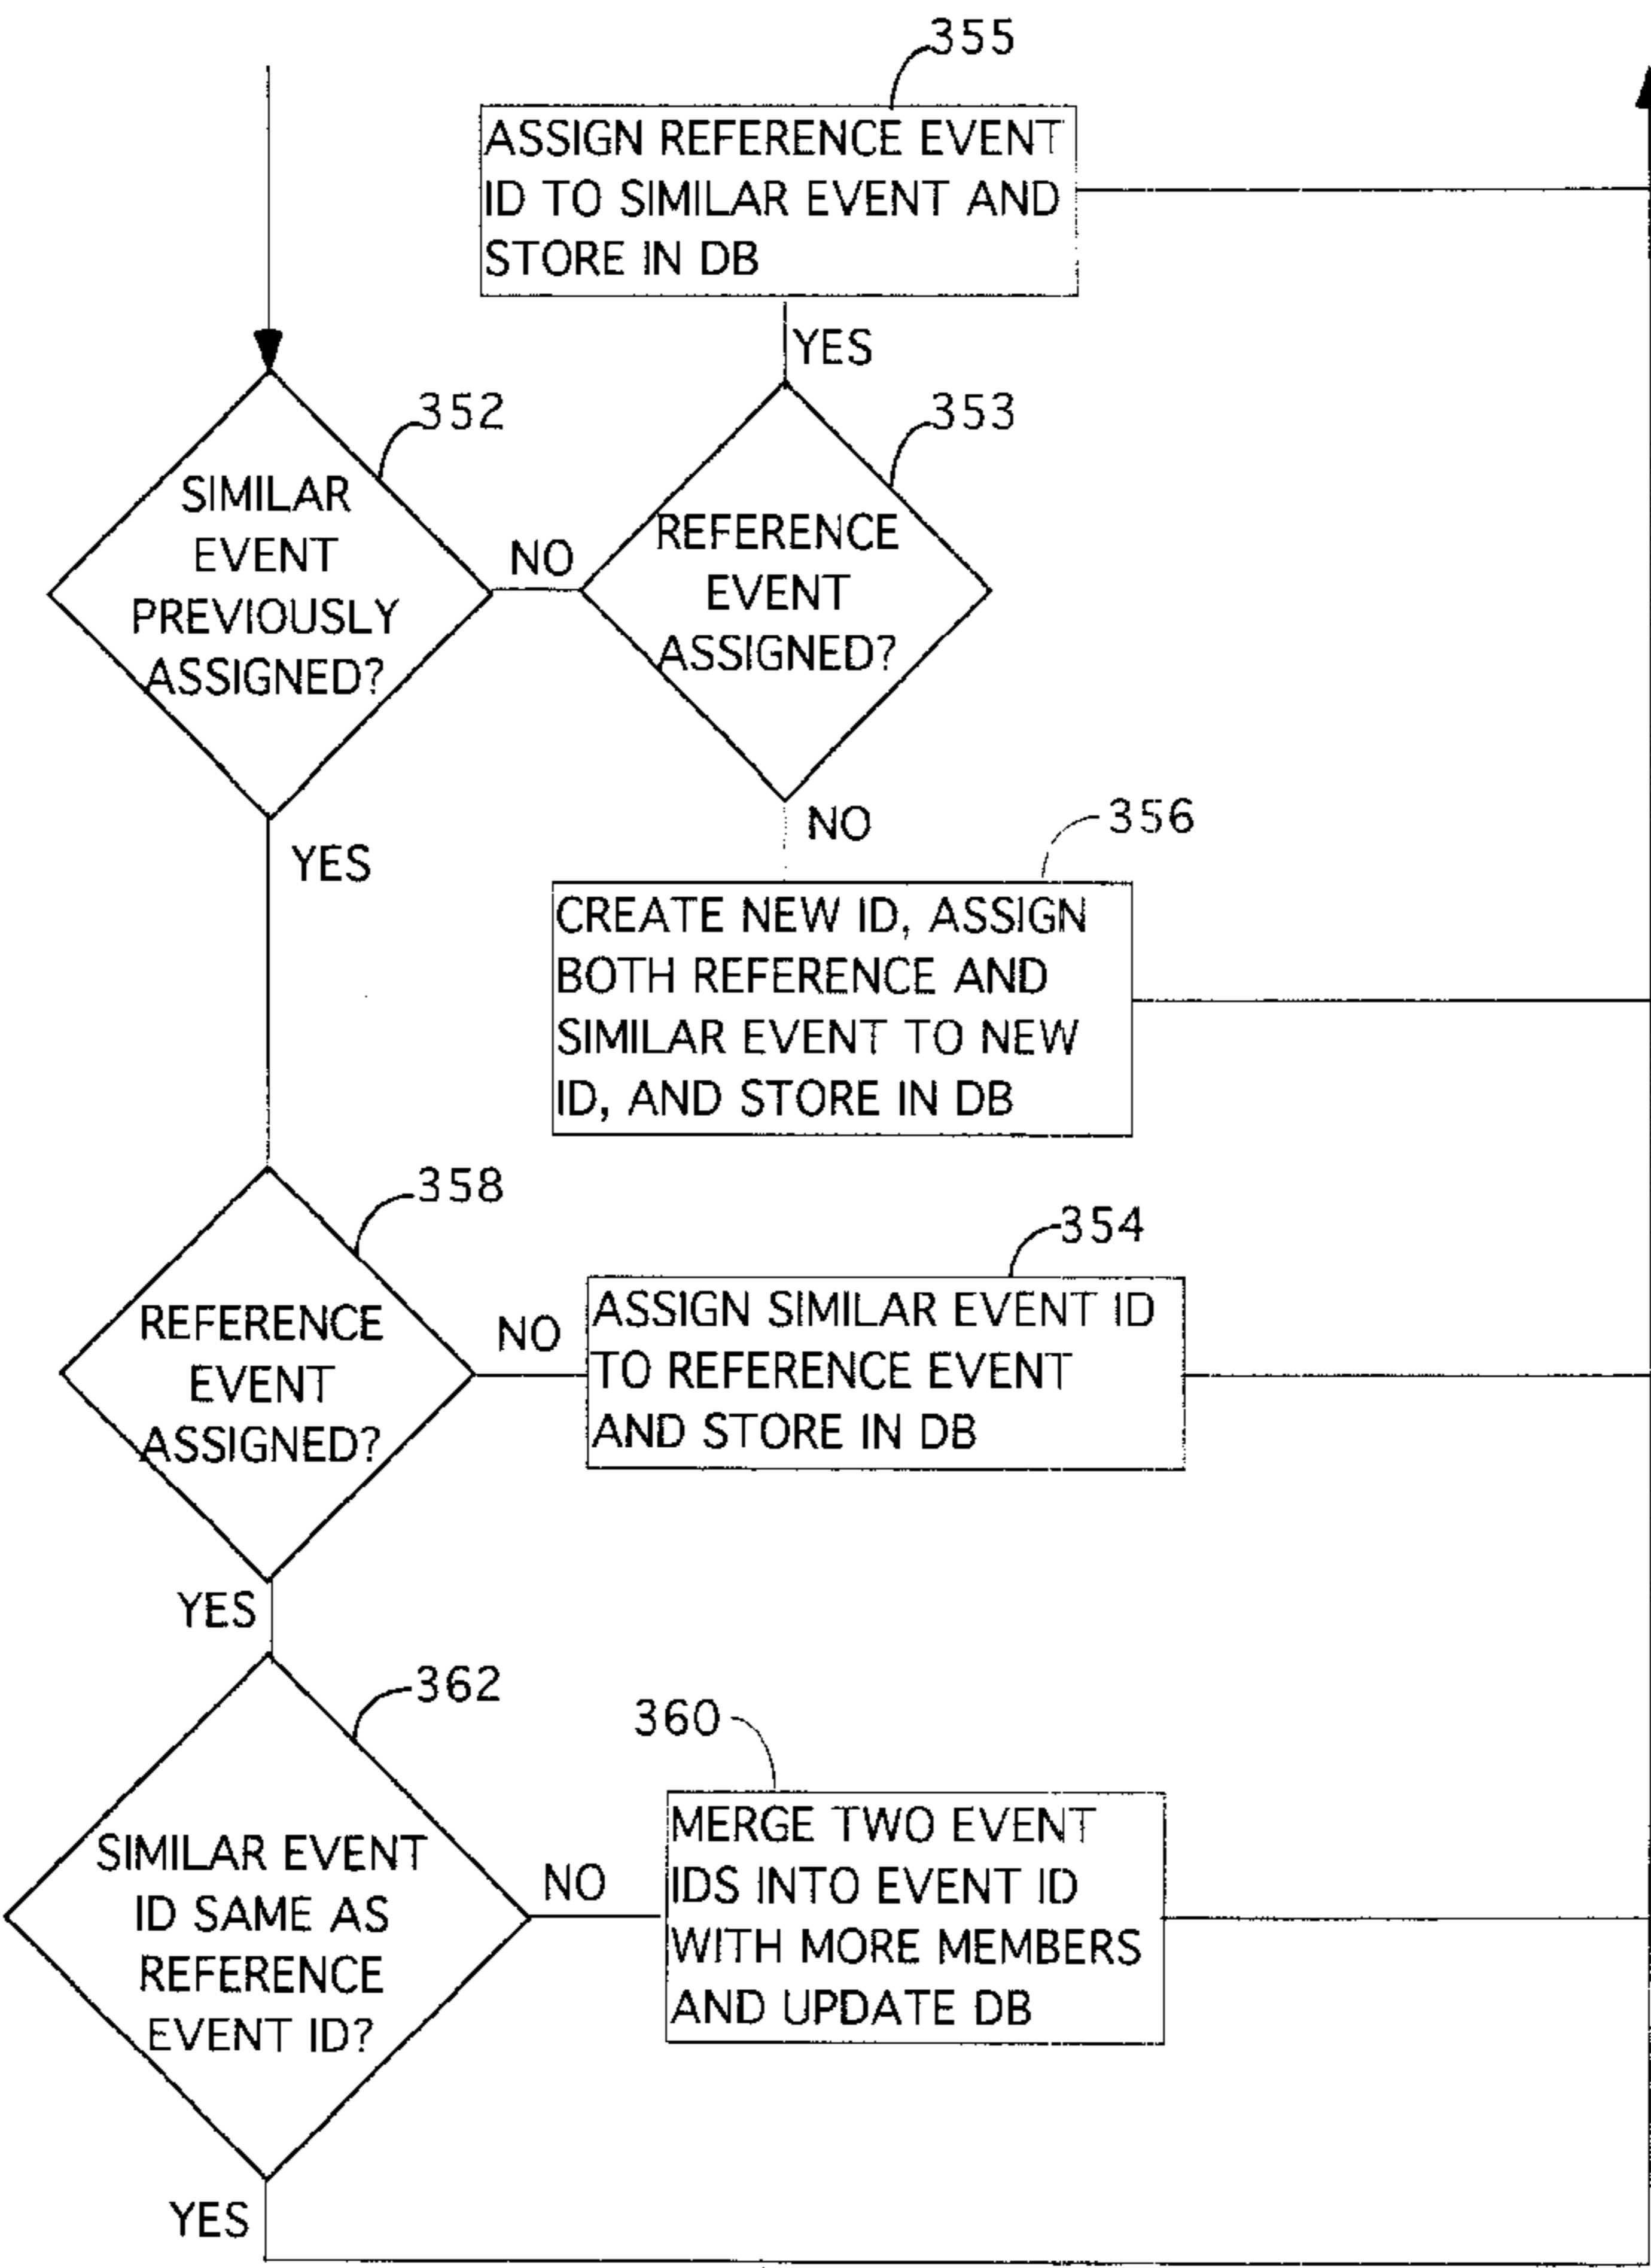 355
ASSIGN REFERENCE EVENT
ID TO SIMILAR EVENT AND
STORE IN DB
YES
352
SIMILAR
EVENT
PREVIOUSLY
ASSIGNED?
NO
353
REFERENCE
EVENT
ASSIGNED?
NO
YES
356
CREATE NEW ID, ASSIGN
BOTH REFERENCE AND
SIMILAR EVENT TO NEW
ID, AND STORE IN DB
358
REFERENCE
EVENT
ASSIGNED?
NO
354
ASSIGN SIMILAR EVENT ID
TO REFERENCE EVENT
AND STORE IN DB
YES
362
SIMILAR EVENT
ID SAME AS
REFERENCE
EVENT ID?
NO
360
MERGE TWO EVENT
IDS INTO EVENT ID
WITH MORE MEMBERS
AND UPDATE DB
YES